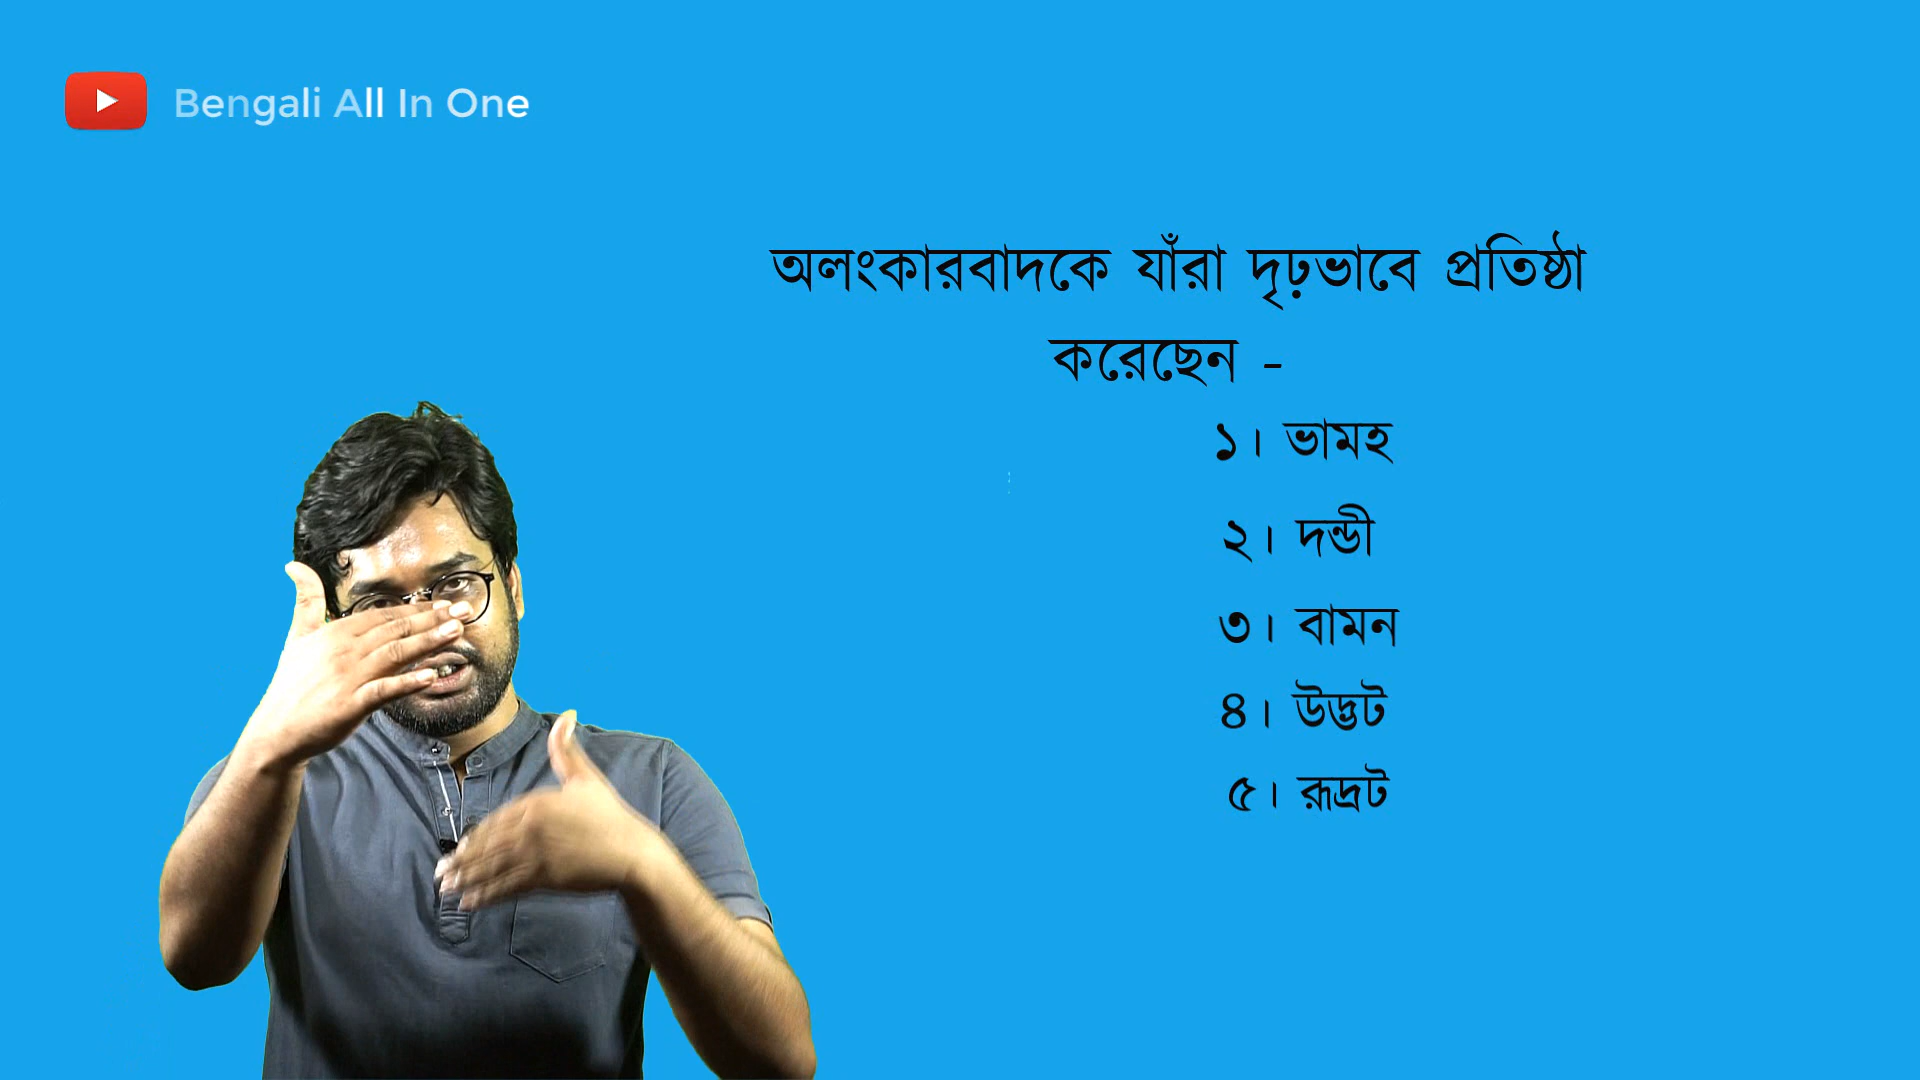 Bengali All In One
অলংকারবাদকে যাঁরা দৃঢ়ভাবে প্রতিষ্ঠা
করেছেন -
১। ভামহ
২। দন্ডী
৩। বামন
৪। উদ্ভট
৫। রূদ্রট